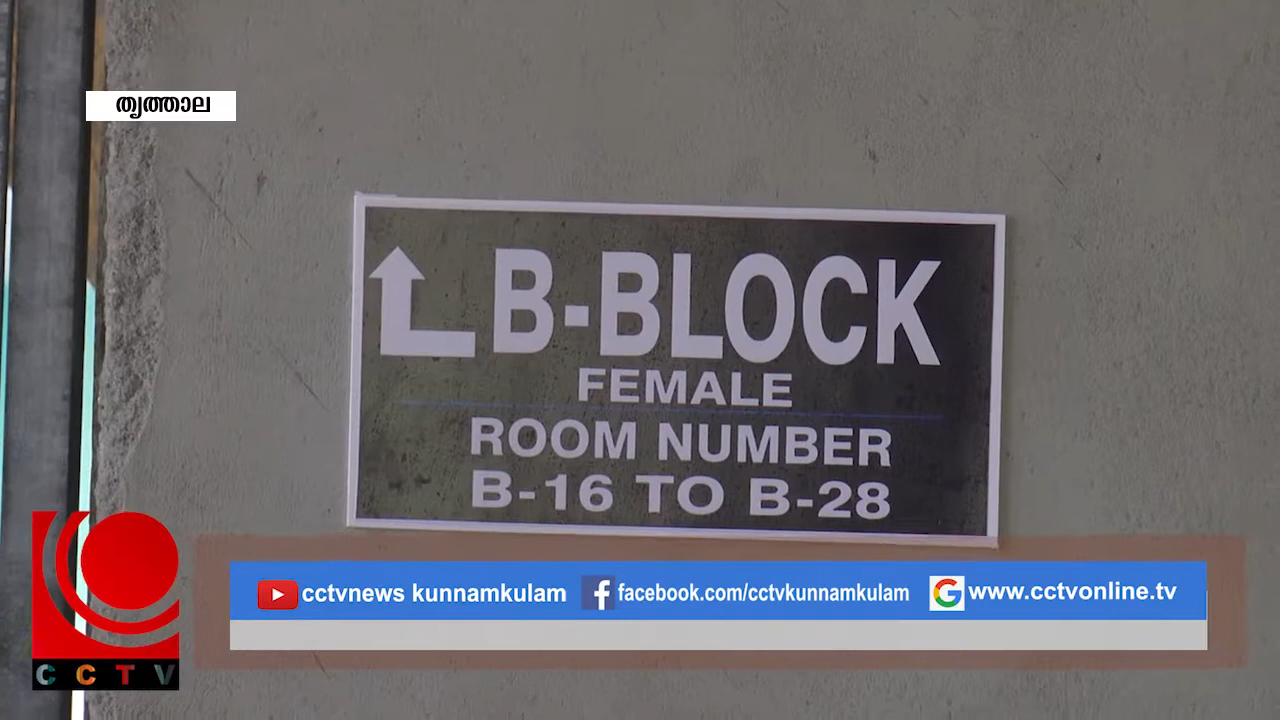 തൃത്താല
B-BLOCK
FEMALE
ROOM NUMBER
B-16 TO B-28
cctvnews kunnamkulam facebook.com/cctvkunnamkulam www.cctvonline.tv
CCTV